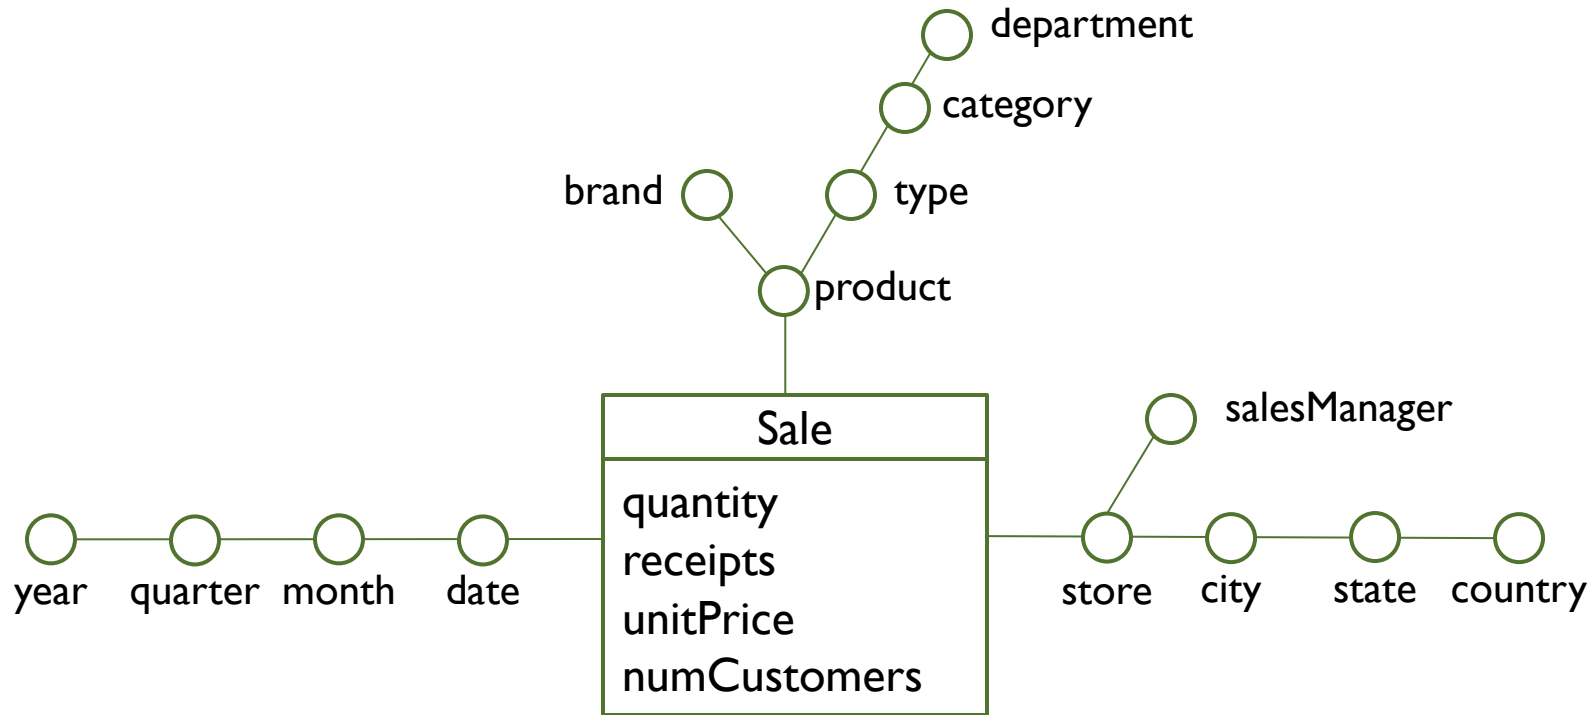 department
category
brand
type
product
salesManager
Sale
quantity
receipts
unitPrice
numCustomers
year
quarter
month
date
store
city
state
country